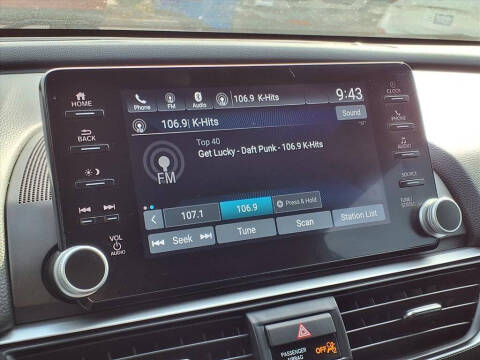 HOME
BACK
VOL
AUDIO
Phone
FM
Audio
106.9 K-Hits
9:43
106.9| K-Hits
Sound
Top 40
Get Lucky - Daft Punk - 106.9 K-Hits
FM
107.1
106.9
Press & Hold
Seek
Tune
Scan
Station List
CLOCK
PHONE
AUDIO
SOURCE
TUNE/
PASSENGER
AIRBAG
OFF